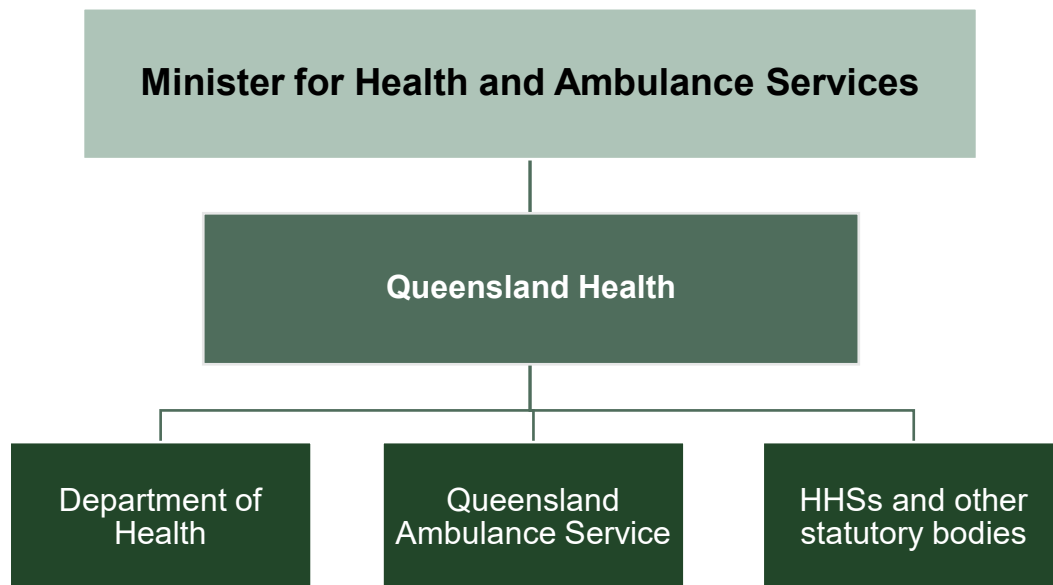 Minister for Health and Ambulance Services
Queensland Health
Department of
Health
Queensland
Ambulance Service
HHSs and other
statutory bodies